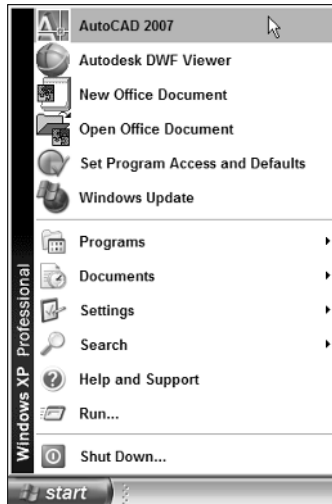 AutoCAD 2007
Autodesk DWF Viewer
New Office Document
Open Office Document
Set Program Access and Defaults
Windows Update
Programs
Documents
Settings
Search
Help and Support
Run...
Shut Down...
Windows XP Professional
start